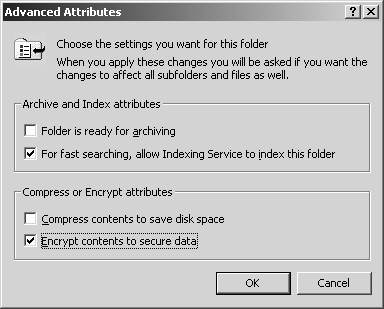 Advanced Attributes
Choose the settings you want for this folder
When you apply these changes you will be asked if you want the
changes to affect all subfolders and files as well.
Archive and Index attributes
Folder is ready for archiving
For fast searching, allow Indexing Service to index this folder
Compress or Encrypt attributes
Compress contents to save disk space
Encrypt contents to secure data
OK Cancel